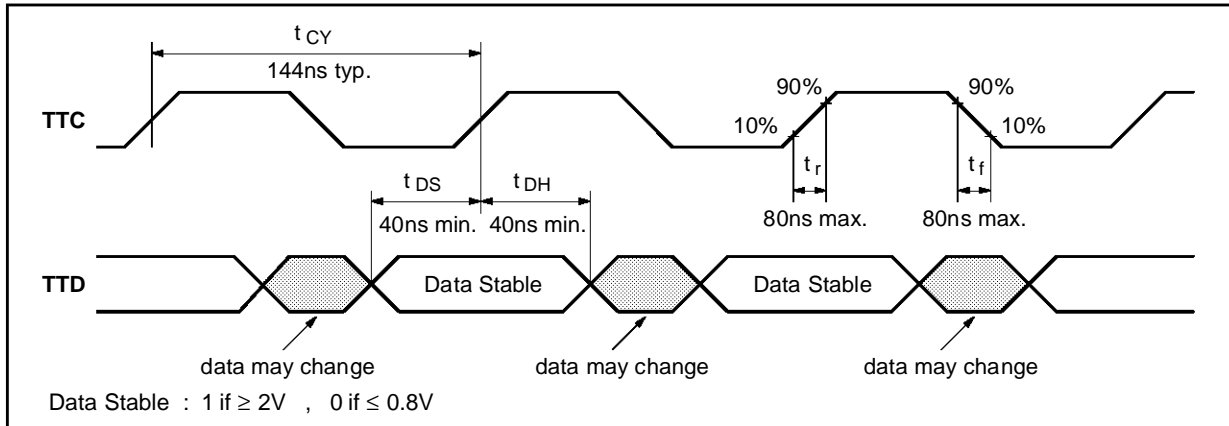 t CY
144ns typ.
TTC
90%
10%
90%
10%
t r
80ns max.
t f
80ns max.
t DS
40ns min.
t DH
40ns min.
TTD
Data Stable
Data Stable
data may change
data may change
data may change
Data Stable : 1 if ≥ 2V , 0 if ≤ 0.8V